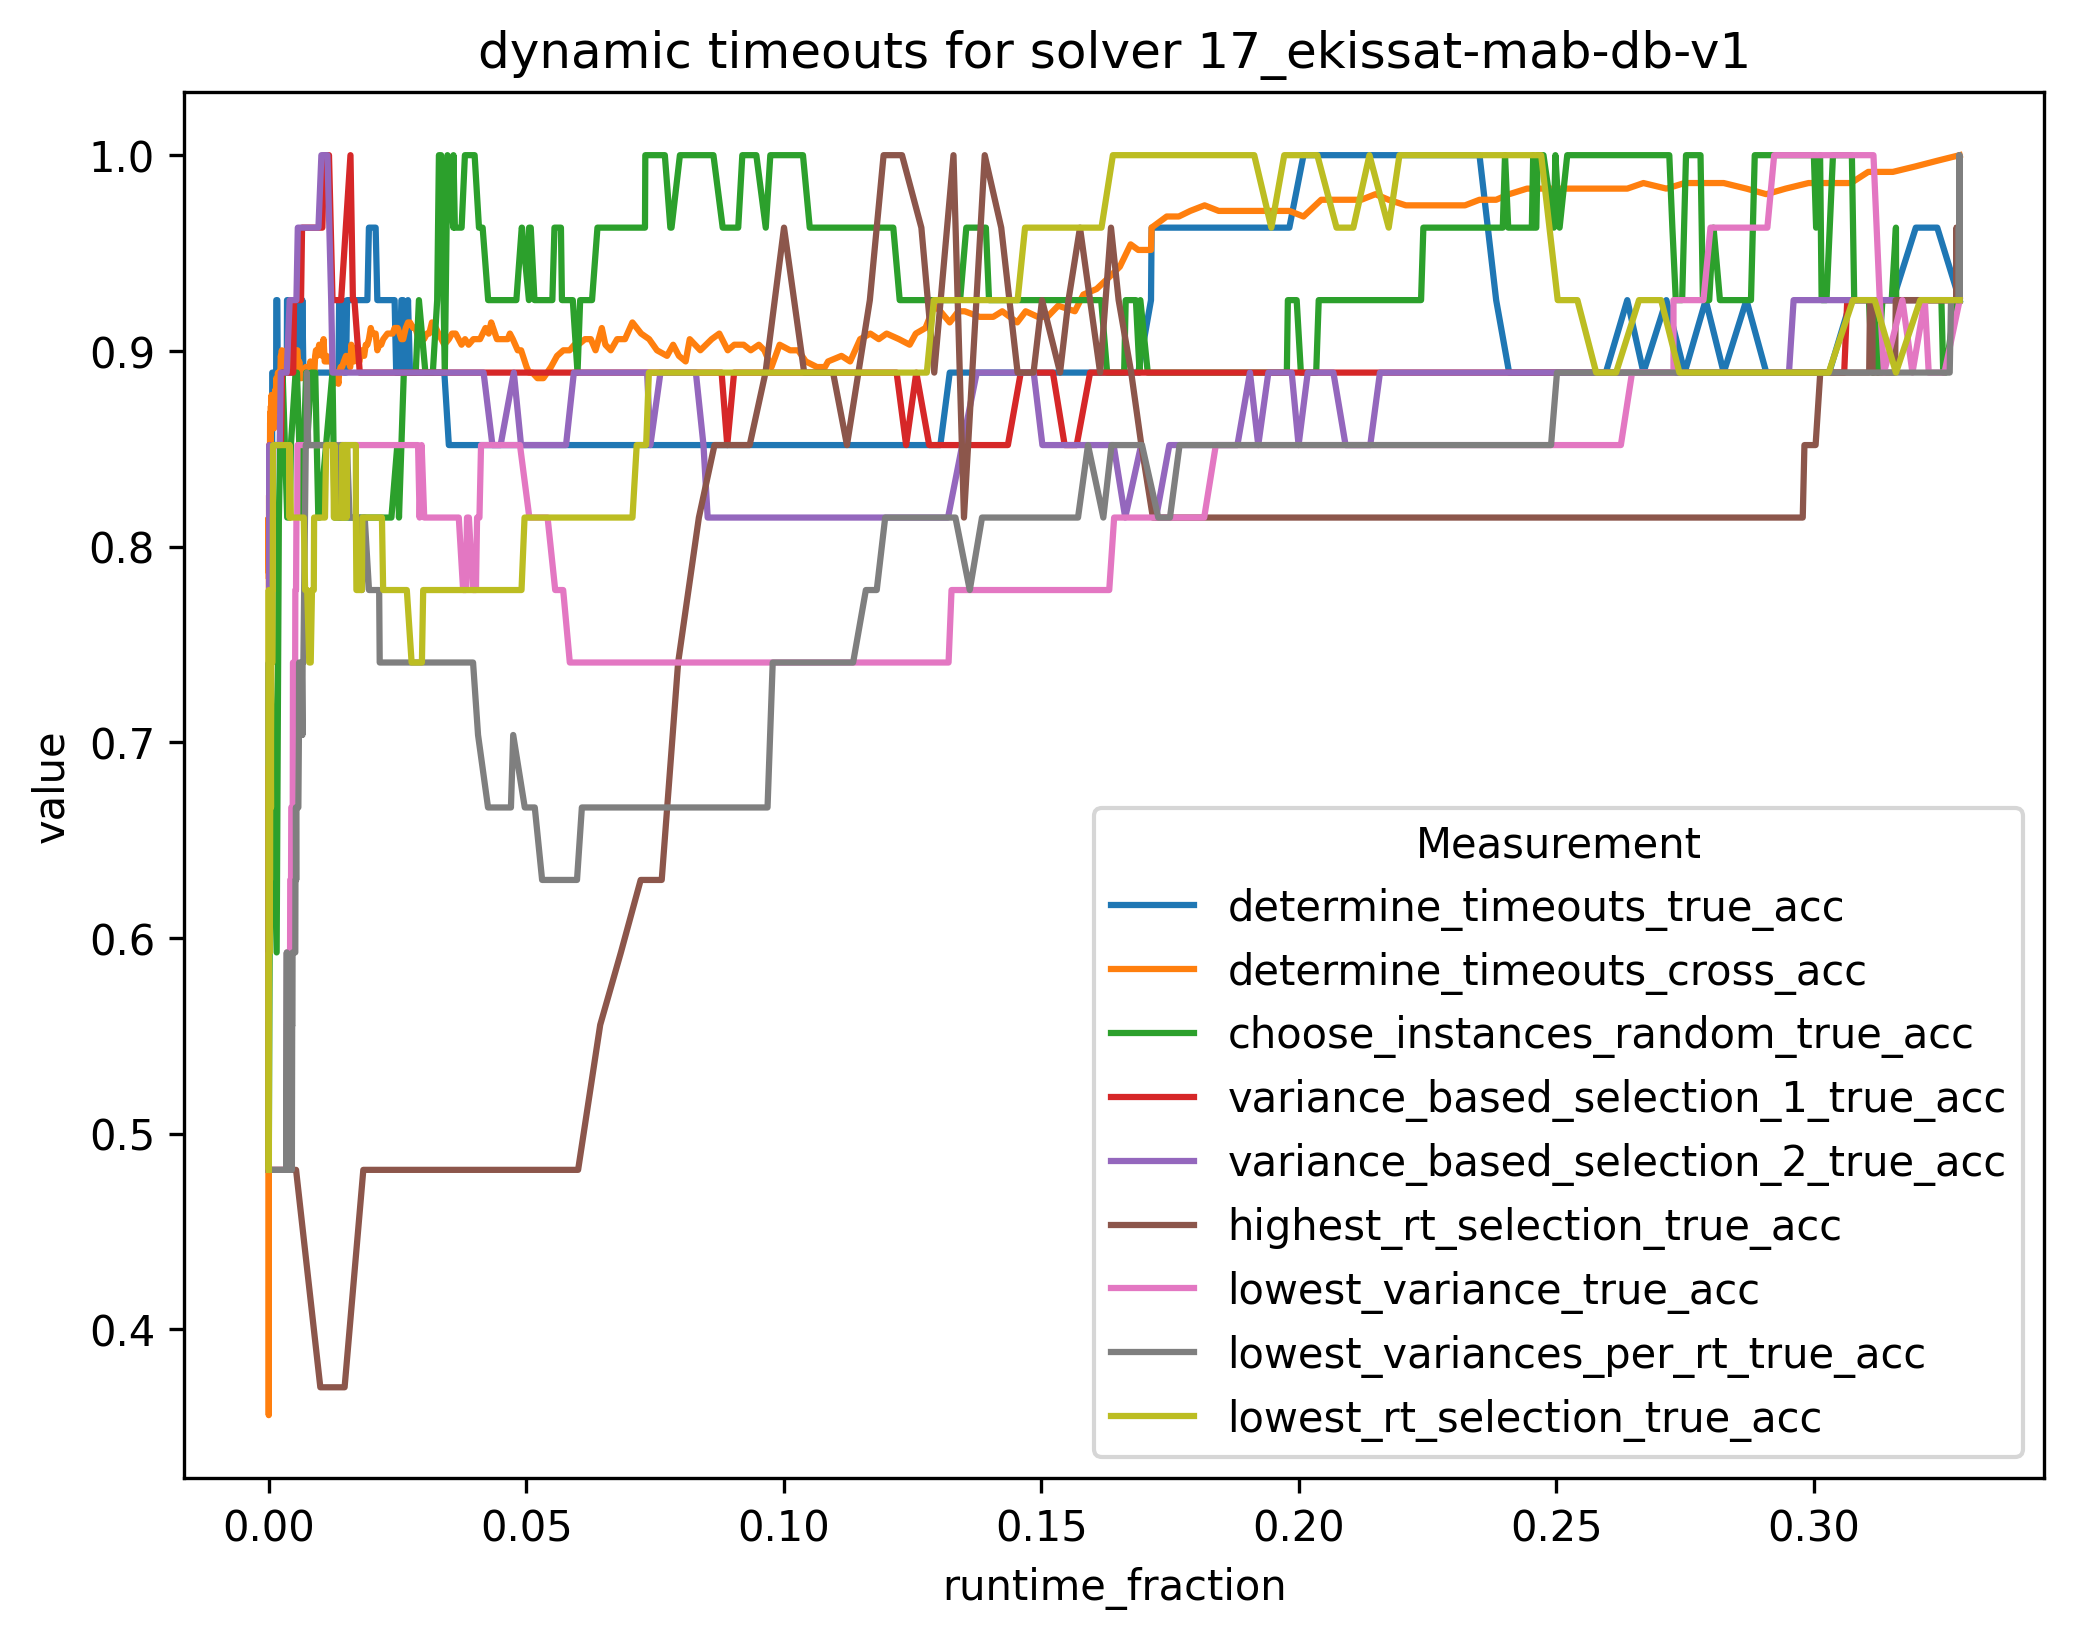 dynamic timeouts for solver 17_ekissat-mab-db-v1
value
1.0
0.9
0.8
0.7
0.6
0.5
0.4
Measurement
determine_timeouts_true_acc
determine_timeouts_cross_acc
choose_instances_random_true_acc
variance_based_selection_1_true_acc
variance_based_selection_2_true_acc
highest_rt_selection_true_acc
lowest_variance_true_acc
lowest_variances_per_rt_true_acc
lowest_rt_selection_true_acc
0.00 0.05 0.10 0.15 0.20 0.25 0.30
runtime_fraction